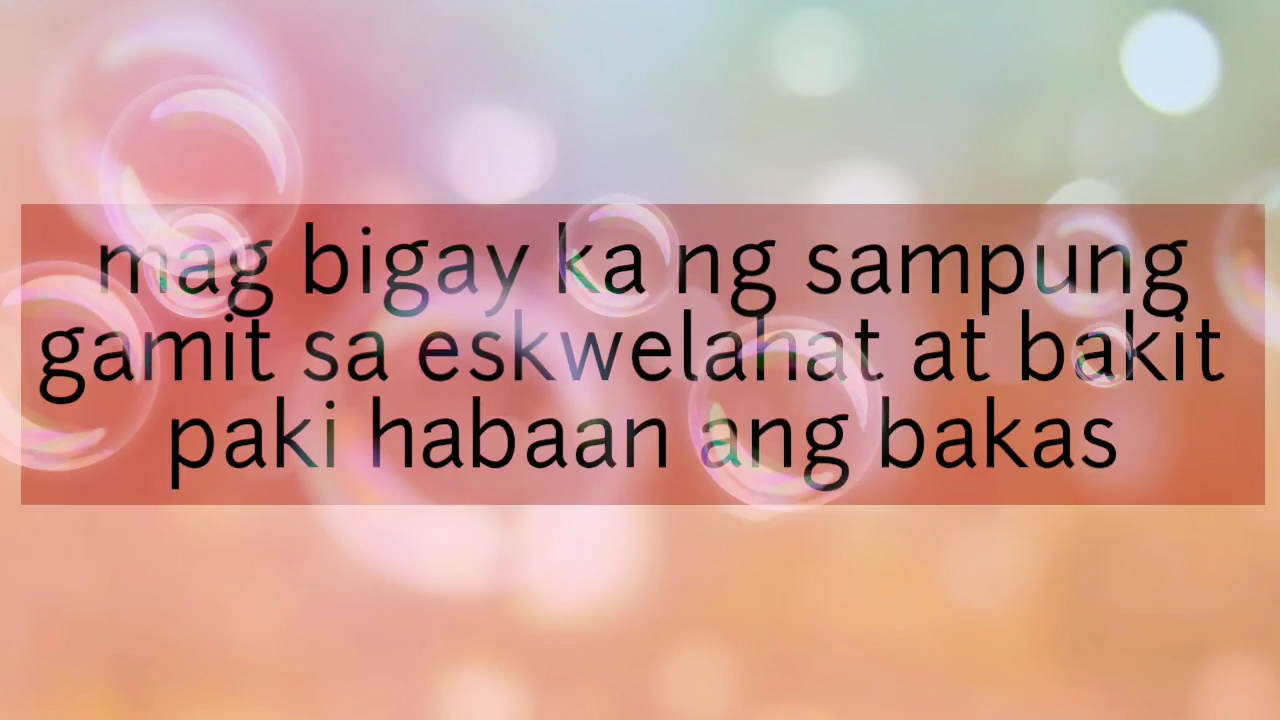 mag bigay ka ng sampung
gamit sa eskwelahat at bakit
paki habaan ang bakas